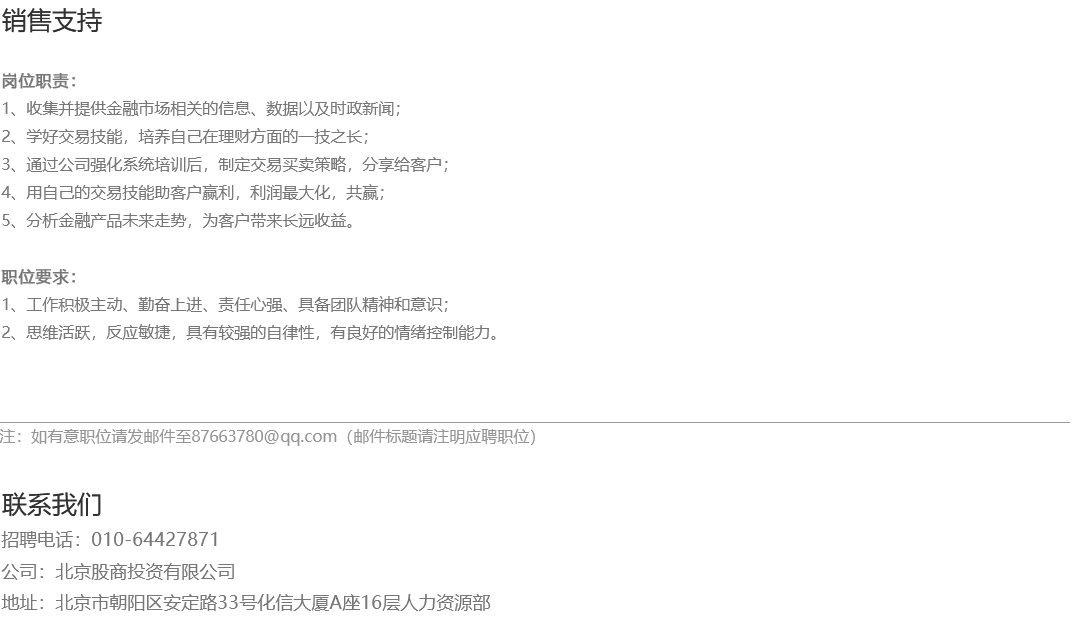 销售支持
岗位职责：
1、收集并提供金融市场相关的信息、数据以及时政新闻；
2、学好交易技能，培养自己在理财方面的一技之长；
3、通过公司强化系统培训后，制定交易买卖策略，分享给客户；
4、用自己的交易技能助客户赢利，利润最大化，共赢；
5、分析金融产品未来走势，为客户带来长远收益。
职位要求：
1、工作积极主动、勤奋上进、责任心强、具备团队精神和意识；
2、思维活跃，反应敏捷，具有较强的自律性，有良好的情绪控制能力。
注：如有意职位请发邮件至87663780@qq.com（邮件标题请注明应聘职位）
联系我们
招聘电话：010-64427871
公司：北京股商投资有限公司
地址：北京市朝阳区安定路33号化信大厦A座16层人力资源部